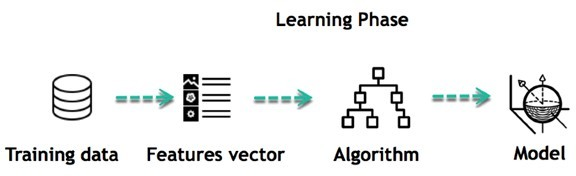 Learning Phase
Training data
Features vector
Algorithm
Model